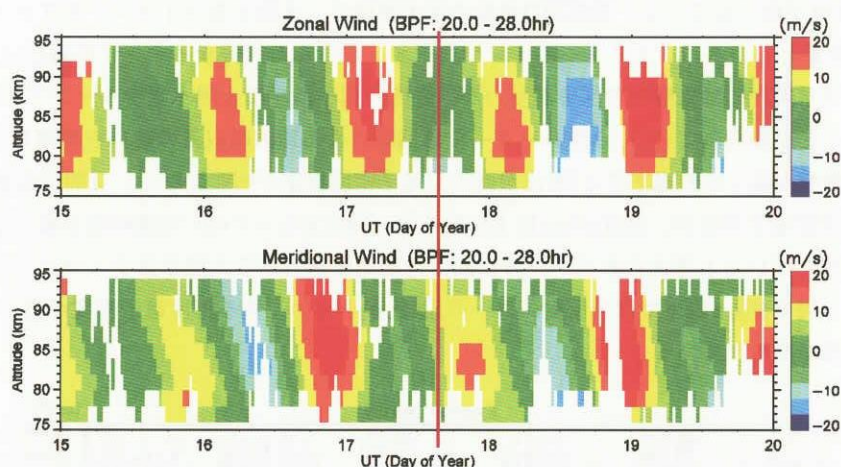 Zonal Wind (BPF: 20.0 - 28.0hr)
(m/s)
95
90
85
80
75
Altitude (km)
20
10
0
−10
−20
15 16 17 18 19 20
UT (Day of Year)
Meridional Wind (BPF: 20.0 - 28.0hr)
(m/s)
95
90
85
80
75
Altitude (km)
20
10
0
−10
−20
15 16 17 18 19 20
UT (Day of Year)